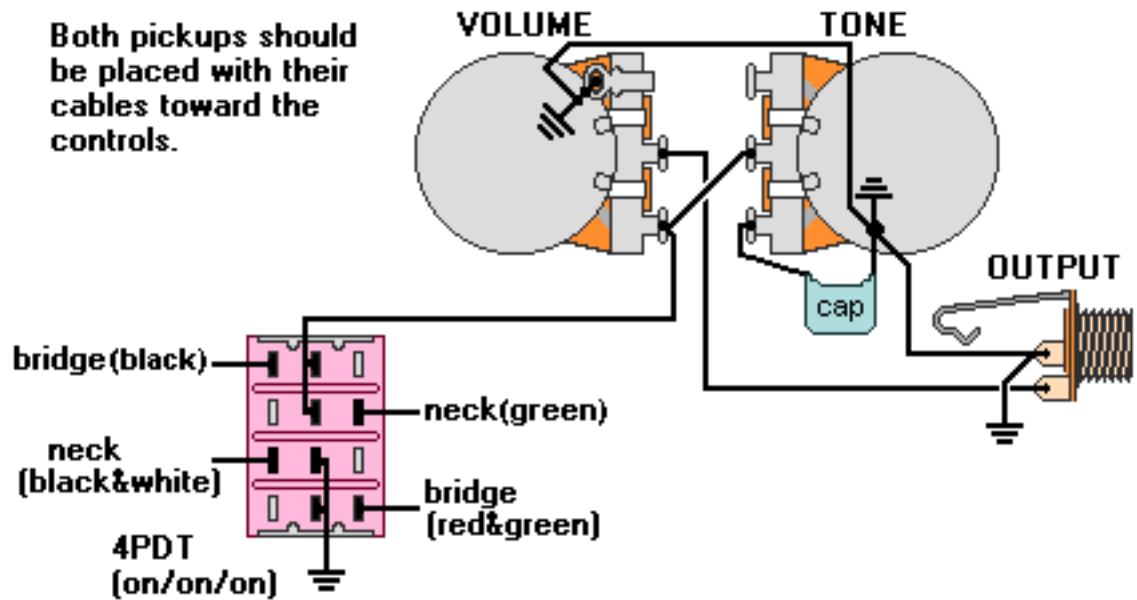 Both pickups should
be placed with their
cables toward the
controls.
VOLUME
TONE
cap
OUTPUT
bridge(black)
neck(green)
neck
(black&white)
bridge
(red&green)
4PDT
(on/on/on)